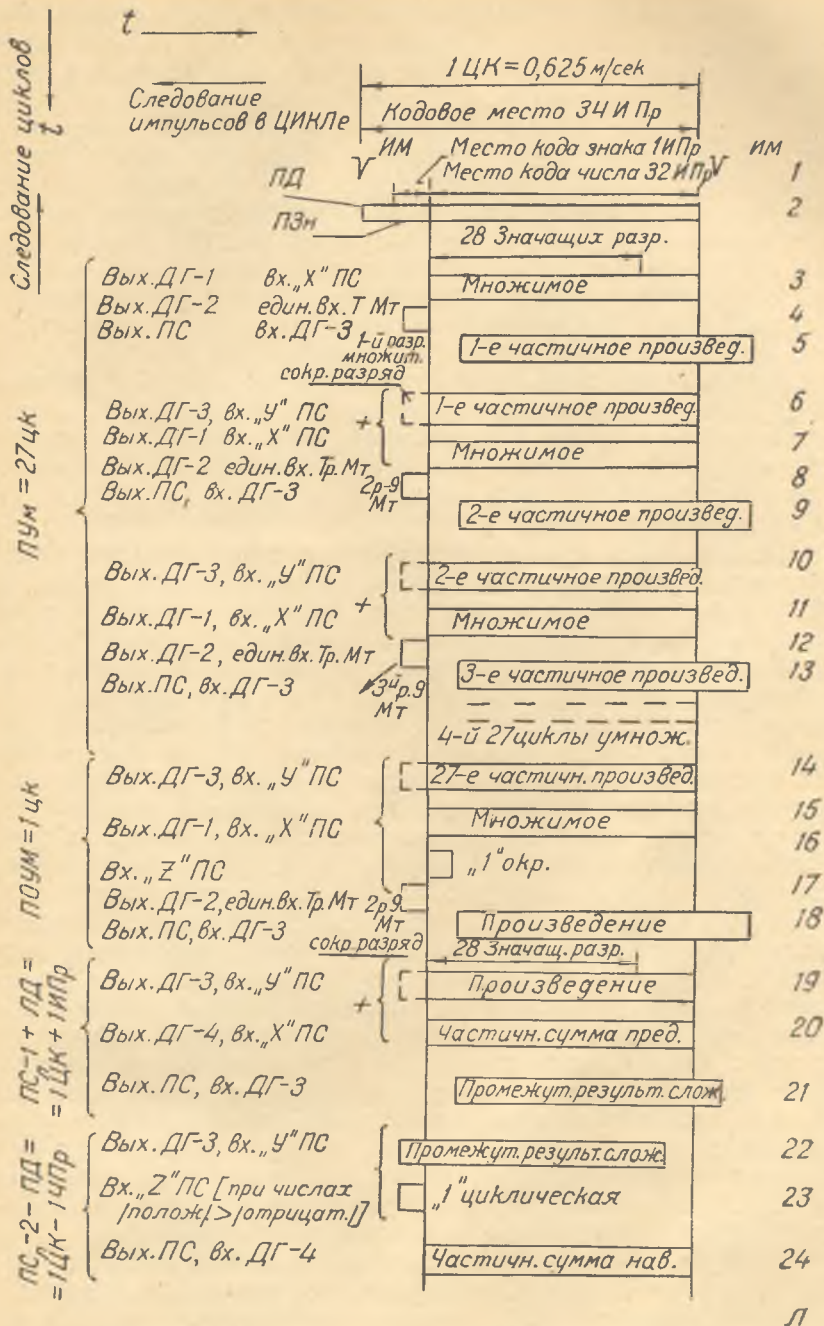 t
Следование циклов
t
Следование
импульсов в ЦИКЛе
1 ЦК = 0,625 м/сек
Кодовое место 34 И Пр
ИМ
Место кода знака 1ИПр
ИМ
Место кода числа 32 ИПр
1
ПД
2
ПЗн
28 Значащих разр.
ПУм = 27цк
Вых. ДГ-1 вх. „X" ПС
Множимое
3
Вых. ДГ-2 един. вх. Т Мт
4
Вых. ПС вх. ДГ-3
1-й разр.
множит.
1-е частичное произвед.
5
сокр. разряд
Вых. ДГ-3, вх. „У" ПС
+
1-е частичное произвед.
6
Вых. ДГ-1 вх. „X" ПС
Множимое
7
Вых. ДГ-2 един. вх. Тр. Мт
8
Вых. ПС, вх. ДГ-3
2р-9
Мт
2-е частичное произвед.
9
Вых. ДГ-3, вх. „У" ПС
2-е частичное произвед.
10
Вых. ДГ-1, вх. „X" ПС
+
Множимое
11
Вых. ДГ-2, един. вх. Тр. Мт
12
Вых. ПС, вх. ДГ-3
3й р. 9
Мт
3-е частичное произвед.
13
4-й 27 циклы умнож.
ПОУМ = 1цк
Вых. ДГ-3, вх. „У" ПС
27-е частичн. произвед.
14
Вых. ДГ-1, вх. „X" ПС
Множимое
15
16
Вх. „Z" ПС
„1" окр.
Вых. ДГ-2, един. вх. Тр. Мт
2р.9
Мт
17
Вых. ПС, вх. ДГ-3
Произведение
18
сокр. разряд
28 Значащ. разр.
ПС-1 + ПД =
= 1ЦК + 1ИПр
Вых. ДГ-3, вх. „У" ПС
+
Произведение
19
Вых. ДГ-4, вх. „X" ПС
Частичн. сумма пред.
20
Вых. ПС, вх. ДГ-3
Промежут. результ. слож
21
ПС-2 - ПД =
= 1ЦК - 1ЧПр
Вых. ДГ-3, вх. „У" ПС
Промежут. результ. слож.
22
Вх. „Z" ПС [при числах
/полож/ > /отрицат./]
„1" циклическая
23
Вых. ПС, вх. ДГ-4
Частичн. сумма нав.
24
Л